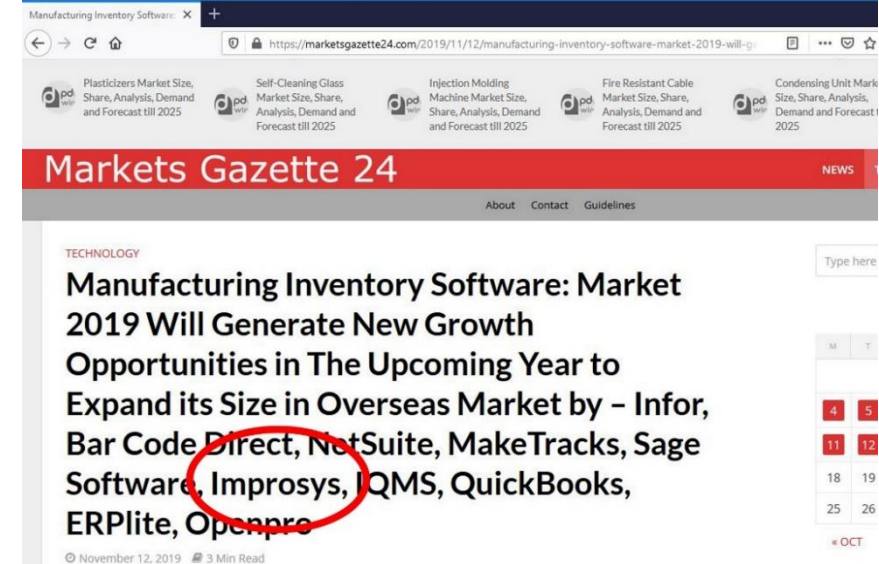 Manufacturing Inventory Software:
https://marketsgazette24.com/2019/11/12/manufacturing-inventory-software-market-2019-will-g
Plasticizers Market Size,
Share, Analysis, Demand
and Forecast till 2025
Self-Cleaning Glass
Market Size, Share,
Analysis, Demand and
Forecast till 2025
Injection Molding
Machine Market Size,
Share, Analysis, Demand
and Forecast till 2025
Fire Resistant Cable
Market Size, Share,
Analysis, Demand and
Forecast till 2025
Condensing Unit Mark
Size, Share, Analysis,
Demand and Forecast t
2025
Markets Gazette 24
NEWS T
About Contact Guidelines
TECHNOLOGY
Manufacturing Inventory Software: Market
2019 Will Generate New Growth
Opportunities in The Upcoming Year to
Expand its Size in Overseas Market by – Infor,
Bar Code Direct, NetSuite, MakeTracks, Sage
Software, Improsys, IQMS, QuickBooks,
ERPlite, Openpro
November 12, 2019 3 Min Read
Type here
M T
4 5
11 12
18 19
25 26
« OCT